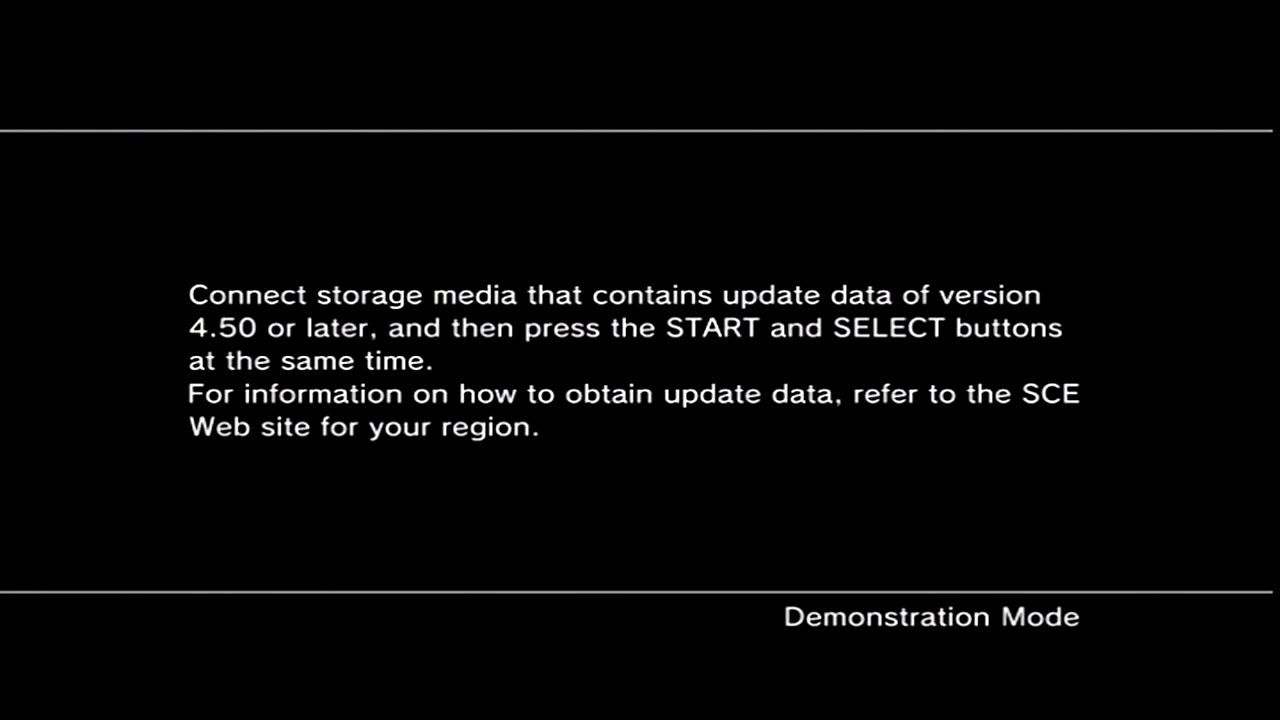 Connect storage media that contains update data of version
4.50 or later, and then press the START and SELECT buttons
at the same time.
For information on how to obtain update data, refer to the SCE
Web site for your region.
Demonstration Mode